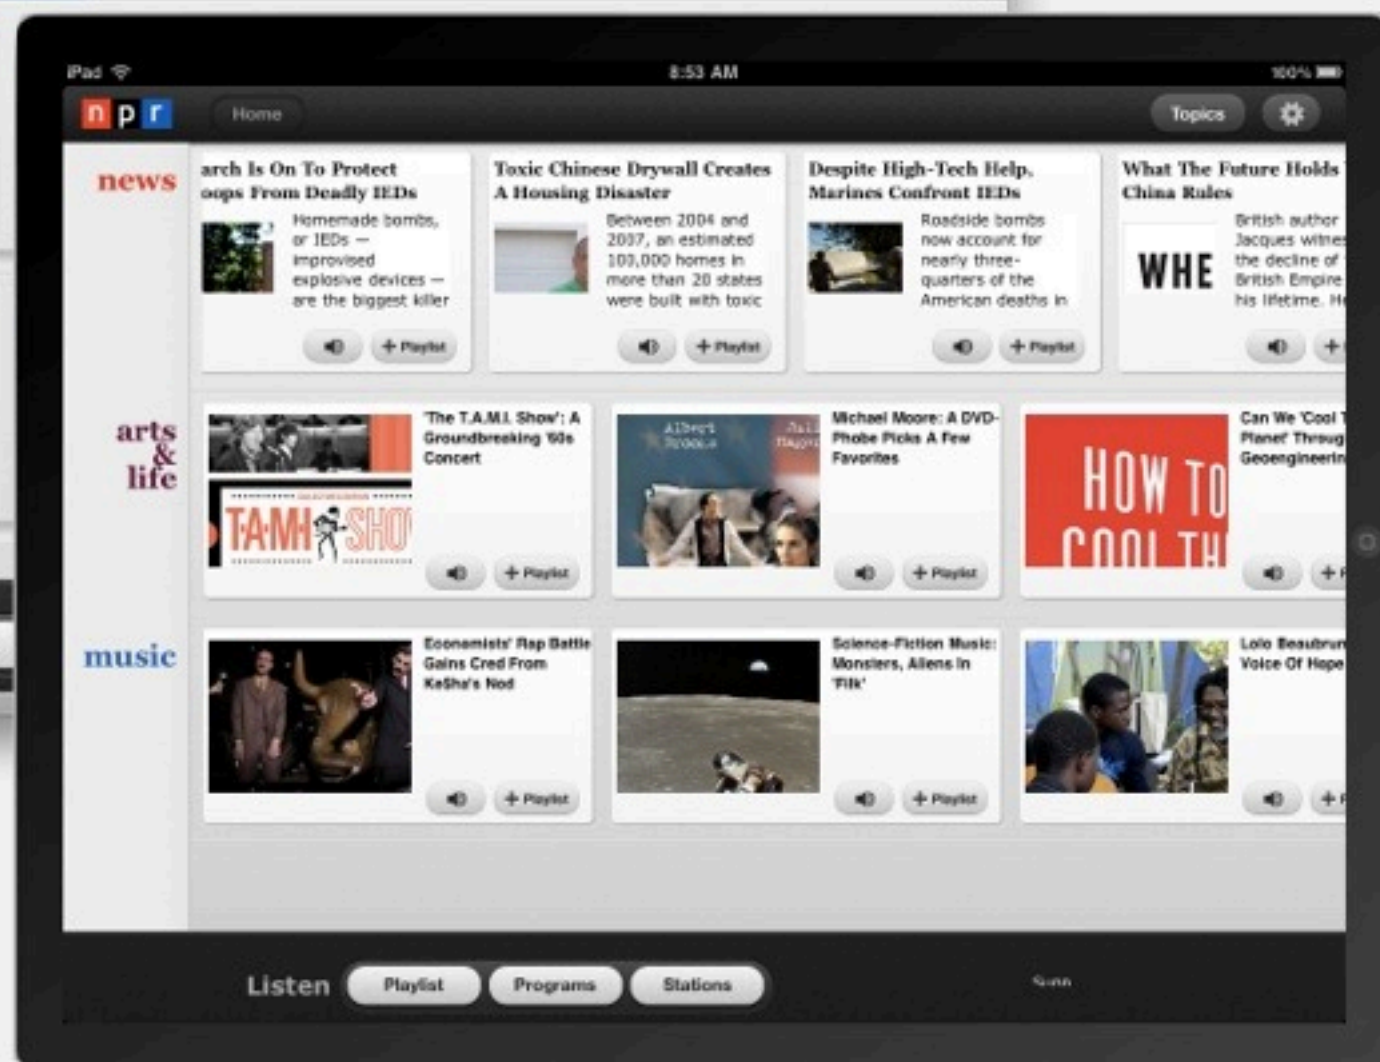 iPad
8:53 AM
100%
npr
Home
Topics
news
arch Is On To Protect
oops From Deadly IEDs
Homemade bombs,
or IEDs —
improvised
explosive devices —
are the biggest killer
+ Playlist
Toxic Chinese Drywall Creates
A Housing Disaster
Between 2004 and
2007, an estimated
100,000 homes in
more than 20 states
were built with toxic
+ Playlist
Despite High-Tech Help,
Marines Confront IEDs
Roadside bombs
now account for
nearly three-
quarters of the
American deaths in
+ Playlist
What The Future Holds
China Rules
WHE
British author
Jacques witnes
the decline of
British Empire
his lifetime. He
+
arts
&
life
T.A.M.I SHO
'The T.A.M.I. Show': A
Groundbreaking '60s
Concert
+ Playlist
Albert
Brooks
Michael Moore: A DVD-
Phobe Picks A Few
Favorites
+ Playlist
HOW TO
COOL TH
Can We 'Cool T
Planet' Throug
Geoengineerin
+
music
Economists' Rap Battle
Gains Cred From
Ke$ha's Nod
+ Playlist
Science-Fiction Music:
Monsters, Aliens In
'Filk'
+ Playlist
Lolo Beaubrun
Voice Of Hope
+
Listen
Playlist
Programs
Stations